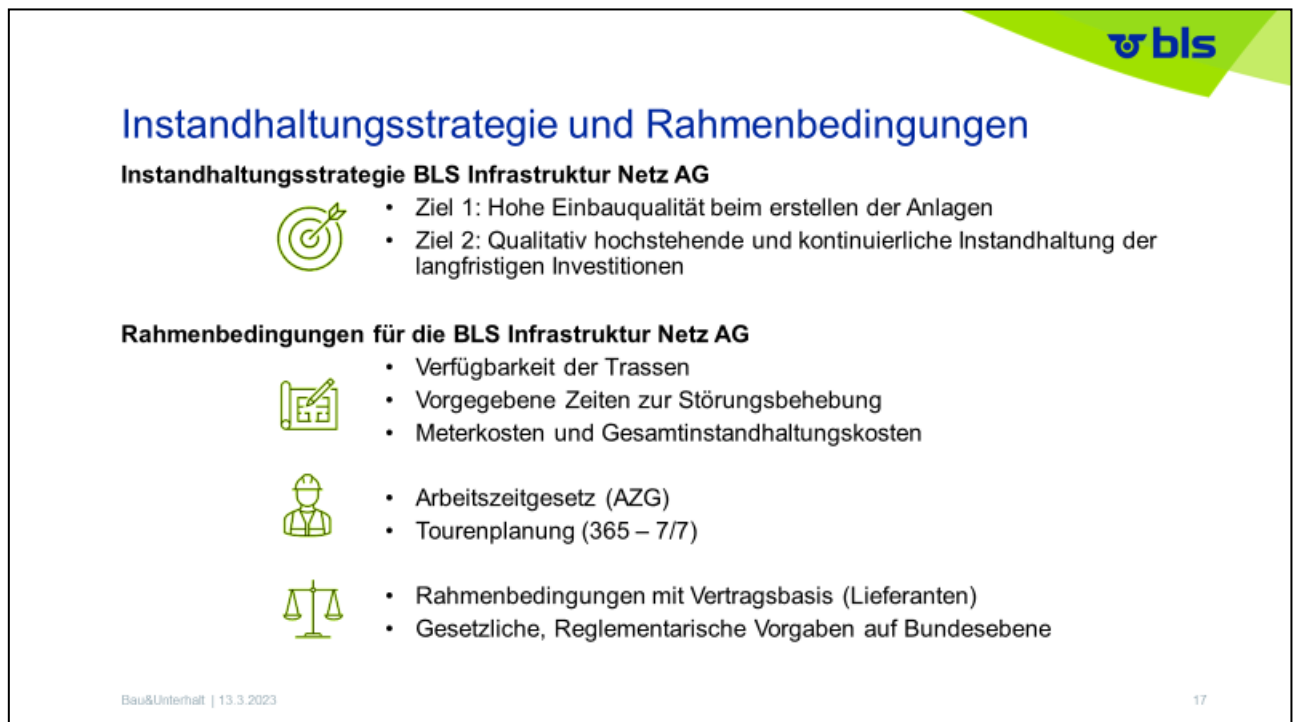 bls
Instandhaltungsstrategie und Rahmenbedingungen
Instandhaltungsstrategie BLS Infrastruktur Netz AG
• Ziel 1: Hohe Einbauqualität beim erstellen der Anlagen
• Ziel 2: Qualitativ hochstehende und kontinuierliche Instandhaltung der
langfristigen Investitionen
Rahmenbedingungen für die BLS Infrastruktur Netz AG
• Verfügbarkeit der Trassen
• Vorgegebene Zeiten zur Störungsbehebung
• Meterkosten und Gesamtinstandhaltungskosten
• Arbeitszeitgesetz (AZG)
• Tourenplanung (365 – 7/7)
• Rahmenbedingungen mit Vertragsbasis (Lieferanten)
• Gesetzliche, Reglementarische Vorgaben auf Bundesebene
Bau&Unterhalt | 13.3.2023
17